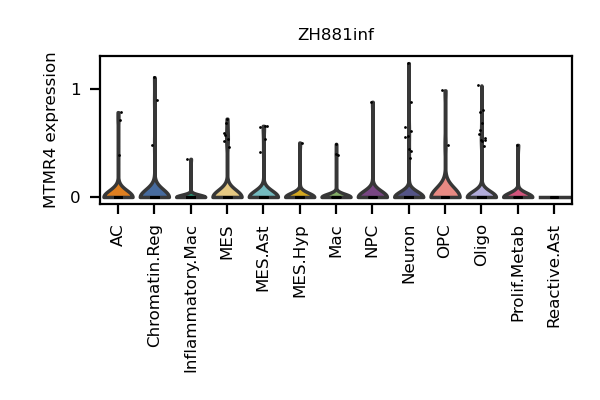 ZH881inf
MTMR4 expression
1
0
AC
Chromatin.Reg
Inflammatory.Mac
MES
MES.Ast
MES.Hyp
Mac
NPC
Neuron
OPC
Oligo
Prolif.Metab
Reactive.Ast